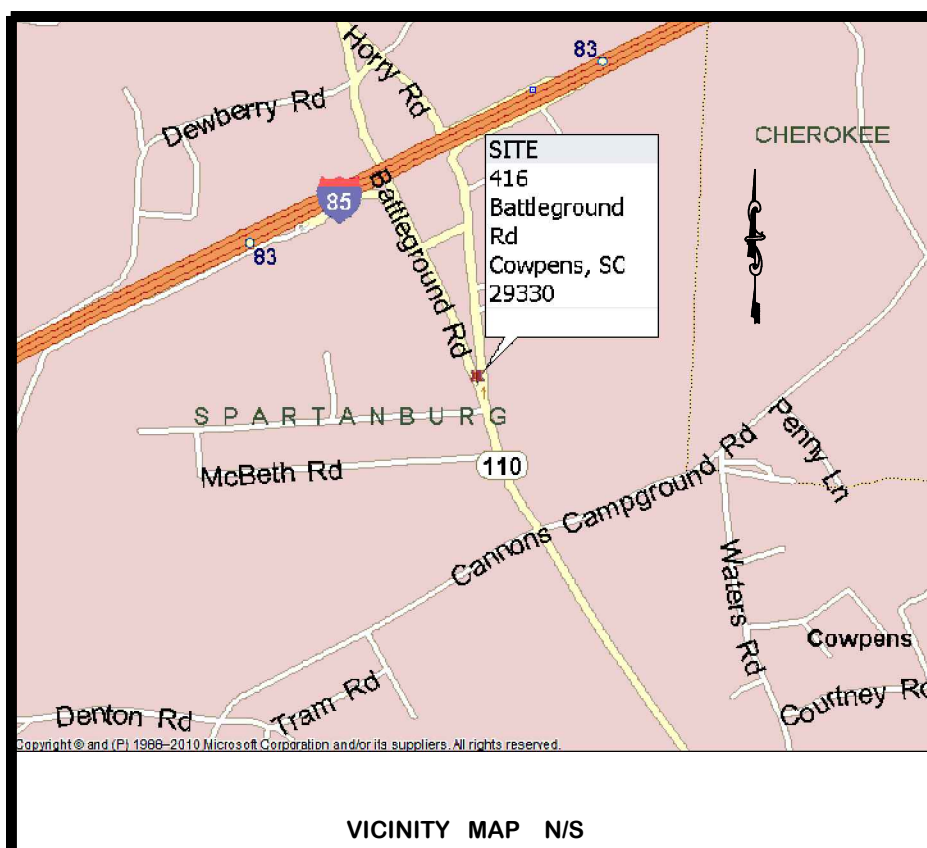 Horry Rd
83
Dewberry Rd
CHEROKEE
SITE
416
Battleground
Rd
Cowpens, SC
29330
85
Battleground Rd
83
SPARTANBURG
McBeth Rd
110
Cannons Campground Rd
Penny Ln
Waters Rd
Cowpens
Tram Rd
Denton Rd
Courtney Rd
Copyright © and (P) 1988–2010 Microsoft Corporation and/or its suppliers. All rights reserved.
VICINITY MAP N/S